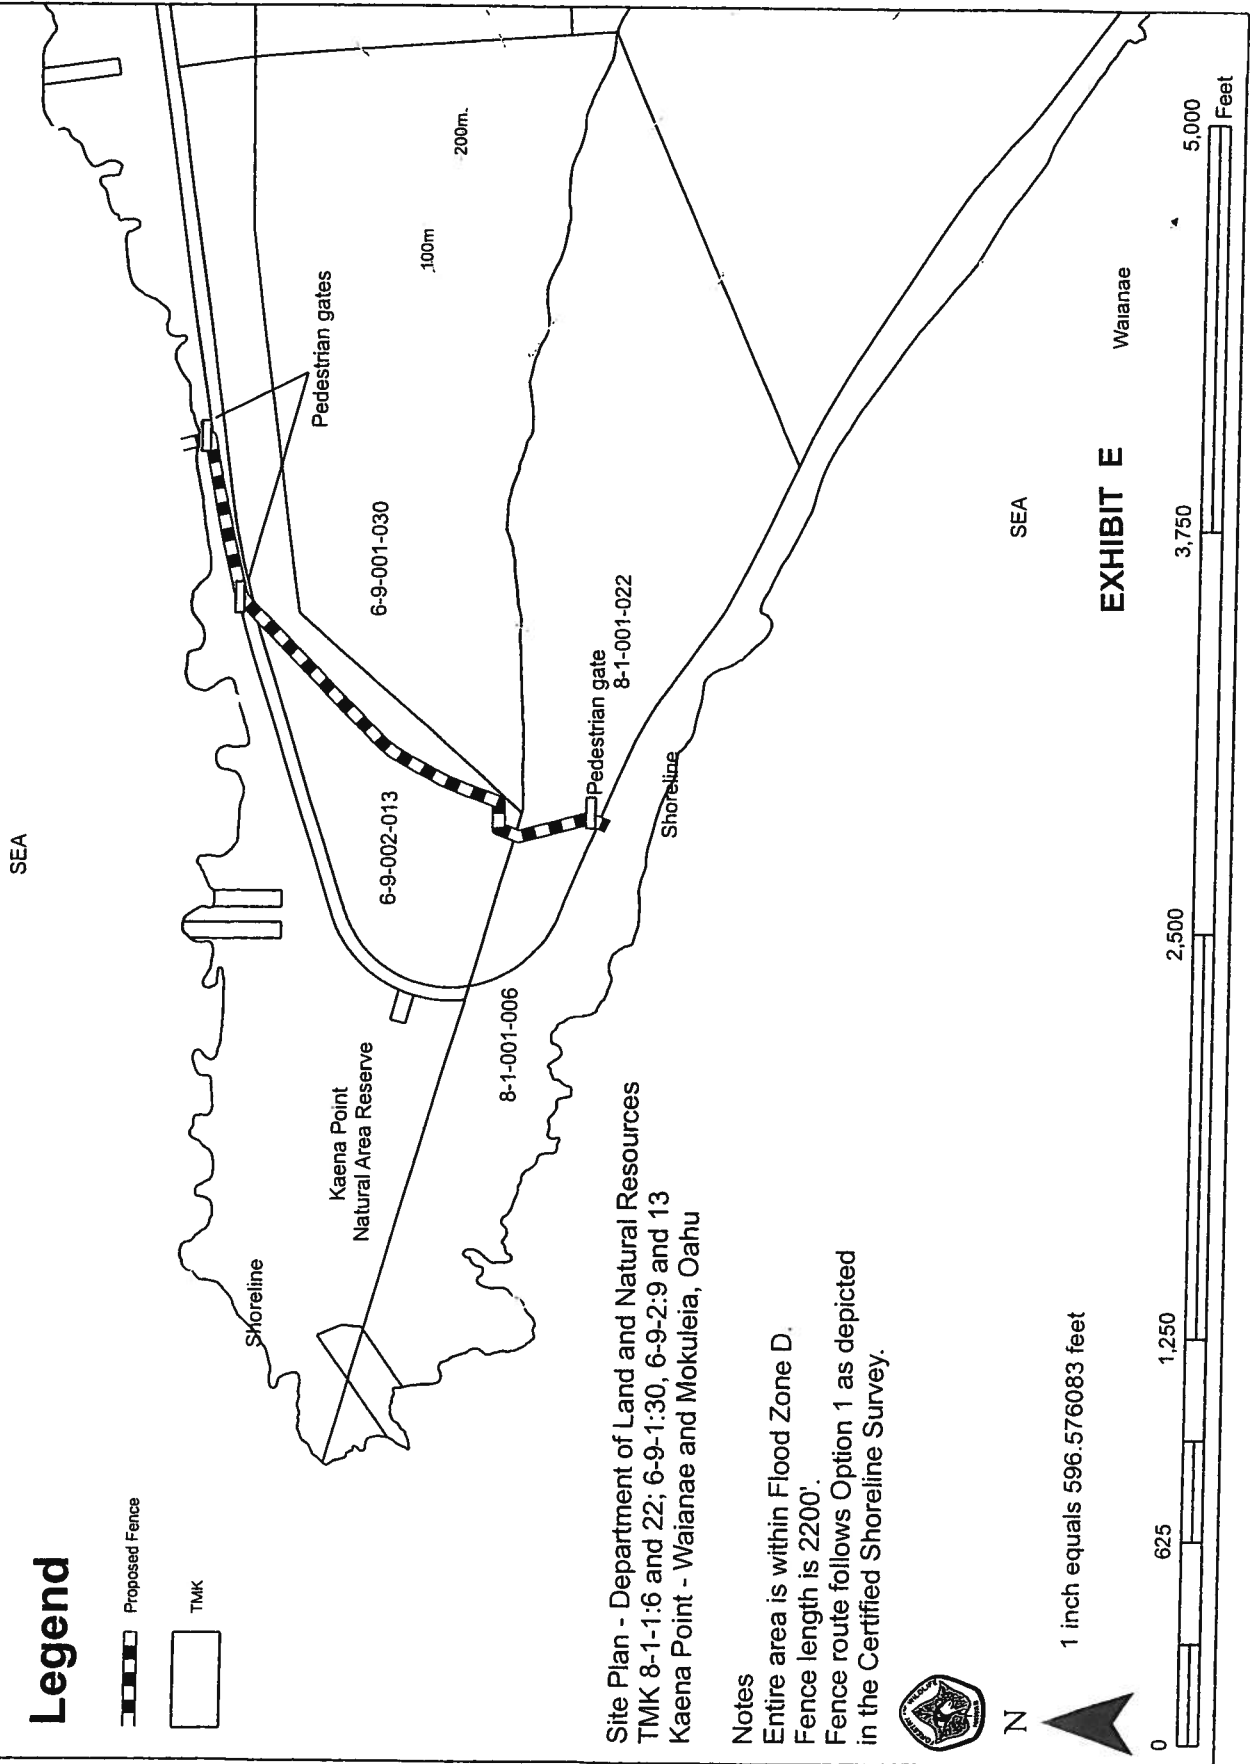 Legend
Proposed Fence
TMK
SEA
Shoreline
Kaena Point
Natural Area Reserve
6-9-002-013
8-1-001-006
Pedestrian gates
6-9-001-030
100m
200m.
Pedestrian gate
8-1-001-022
Shoreline
SEA
Waianae
Site Plan - Department of Land and Natural Resources
TMK 8-1-1:6 and 22; 6-9-1:30, 6-9-2:9 and 13
Kaena Point - Waianae and Mokuleia, Oahu
Notes
Entire area is within Flood Zone D.
Fence length is 2200'.
Fence route follows Option 1 as depicted
in the Certified Shoreline Survey.
N
1 inch equals 596.576083 feet
EXHIBIT E
0 625 1,250 2,500 3,750 5,000
Feet